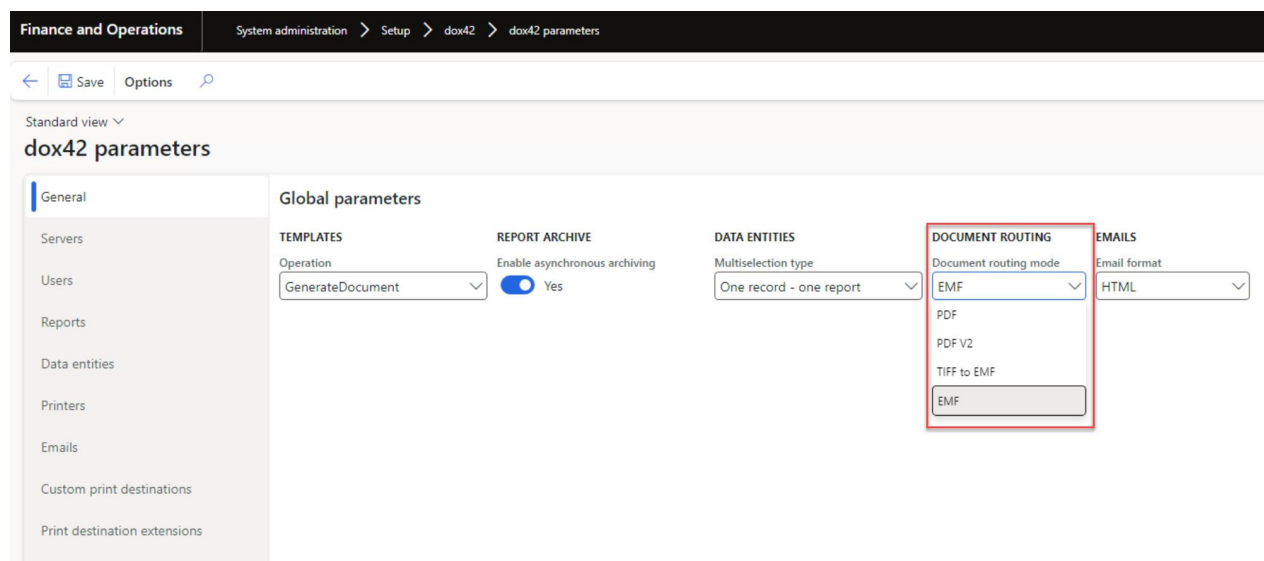 Finance and Operations
System administration > Setup > dox42 > dox42 parameters
Save Options
Standard view
dox42 parameters
General
Servers
Users
Reports
Data entities
Printers
Emails
Custom print destinations
Print destination extensions
Global parameters
TEMPLATES
Operation
GenerateDocument
REPORT ARCHIVE
Enable asynchronous archiving
Yes
DATA ENTITIES
Multiselection type
One record - one report
DOCUMENT ROUTING
Document routing mode
EMF
PDF
PDF V2
TIFF to EMF
EMF
EMAILS
Email format
HTML